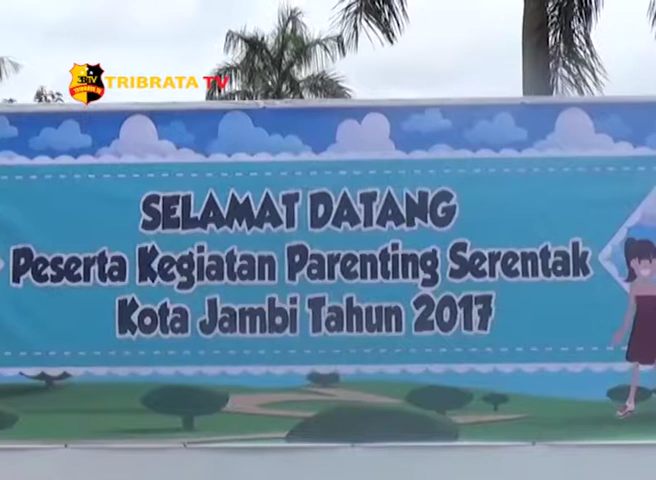 TRIBRATA TV
SELAMAT DATANG
Peserta Kegiatan Parenting Serentak
Kota Jambi Tahun 2017